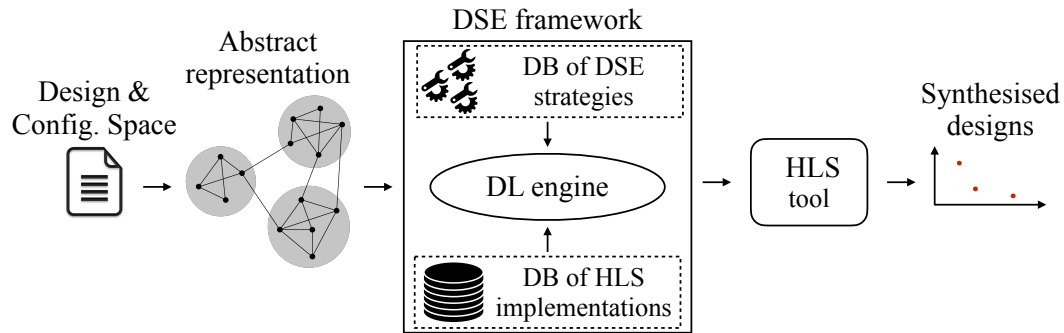 Design &
Config. Space
Abstract
representation
DSE framework
DB of DSE
strategies
DL engine
DB of HLS
implementations
HLS
tool
Synthesised
designs